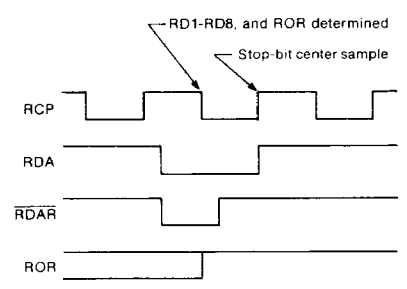 RD1-RD8, and ROR determined
Stop-bit center sample
RCP
RDA
RDAR
ROR